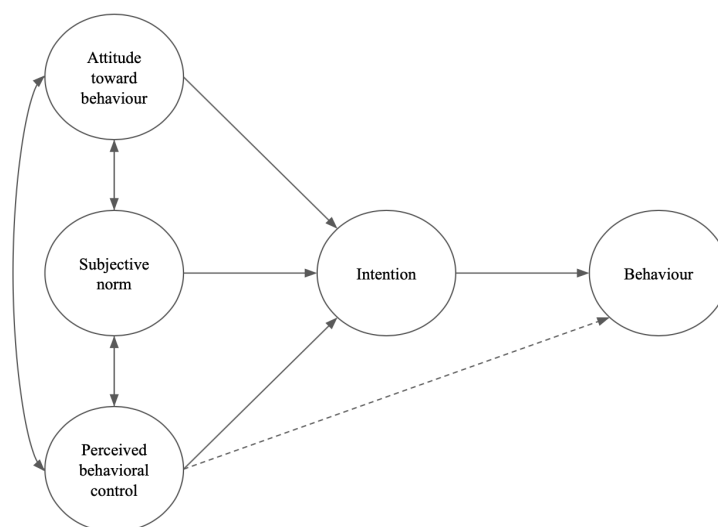 Attitude
toward
behaviour
Subjective
norm
Intention
Behaviour
Perceived
behavioral
control